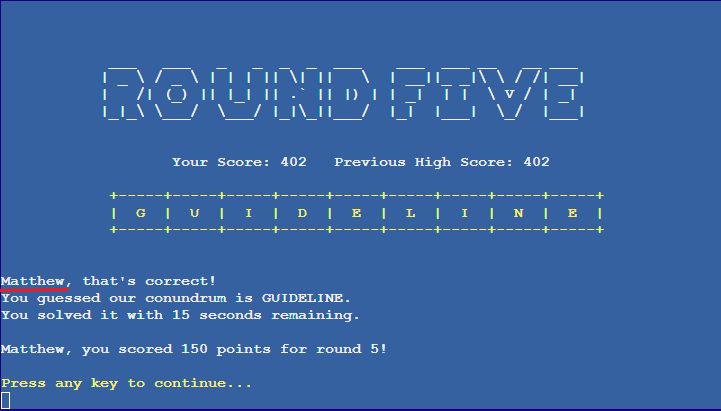 ROUND FIVE
Your Score: 402   Previous High Score: 402
| G | U | I | D | E | L | I | N | E |
Matthew, that's correct!
You guessed our conundrum is GUIDELINE.
You solved it with 15 seconds remaining.
Matthew, you scored 150 points for round 5!
Press any key to continue...